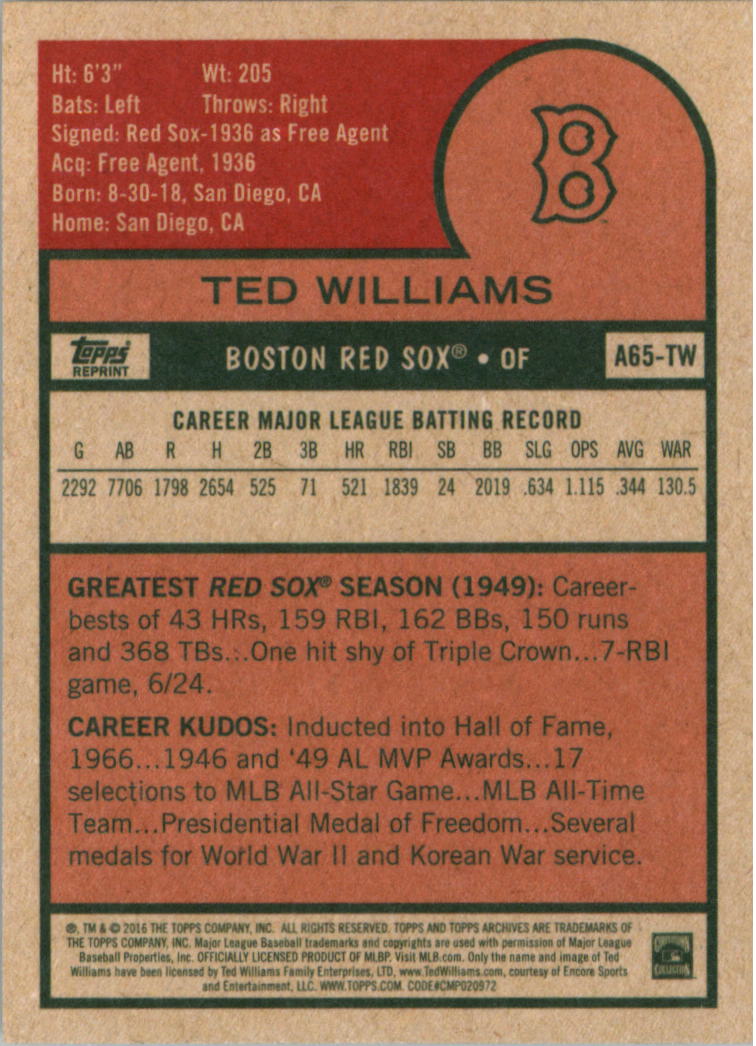 Ht: 6'3" Wt: 205
Bats: Left Throws: Right
Signed: Red Sox-1936 as Free Agent
Acq: Free Agent, 1936
Born: 8-30-18, San Diego, CA
Home: San Diego, CA
B
TED WILLIAMS
topps
REPRINT
BOSTON RED SOX® • OF
A65-TW
CAREER MAJOR LEAGUE BATTING RECORD
G AB R H 2B 3B HR RBI SB BB SLG OPS AVG WAR
2292 7706 1798 2654 525 71 521 1839 24 2019 .634 1.115 .344 130.5
GREATEST RED SOX® SEASON (1949): Career-
bests of 43 HRs, 159 RBI, 162 BBs, 150 runs
and 368 TBs...One hit shy of Triple Crown...7-RBI
game, 6/24.
CAREER KUDOS: Inducted into Hall of Fame,
1966...1946 and '49 AL MVP Awards...17
selections to MLB All-Star Game...MLB All-Time
Team...Presidential Medal of Freedom...Several
medals for World War II and Korean War service.
®, TM & © 2016 THE TOPPS COMPANY, INC. ALL RIGHTS RESERVED. TOPPS AND TOPPS ARCHIVES ARE TRADEMARKS OF
THE TOPPS COMPANY, INC. Major League Baseball trademarks and copyrights are used with permission of Major League
Baseball Properties, Inc. OFFICIALLY LICENSED PRODUCT OF MLBP. Visit MLB.com. Only the name and image of Ted
Williams have been licensed by Ted Williams Family Enterprises, LTD, www.TedWilliams.com, courtesy of Encore Sports
and Entertainment, LLC. WWW.TOPPS.COM. CODE#CMP020972
COOPERSTOWN
COLLECTION